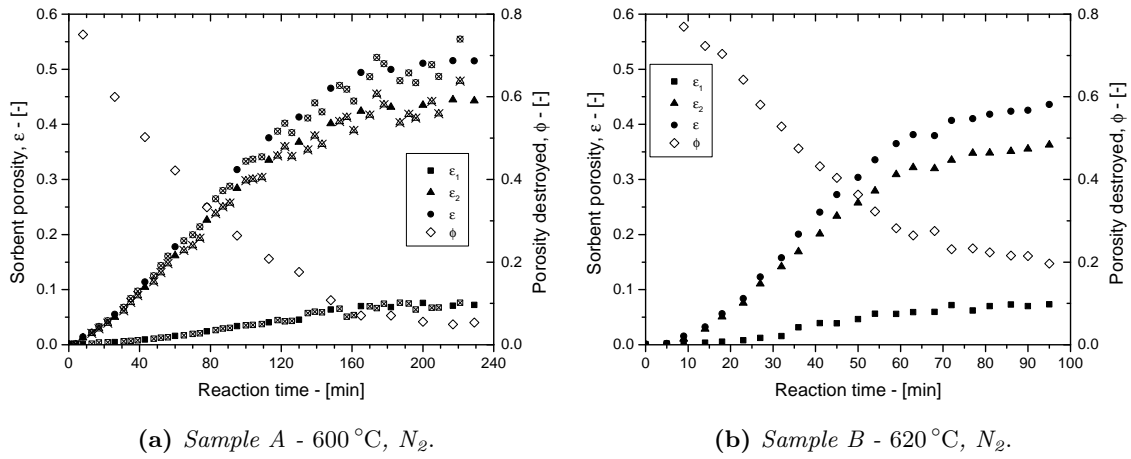 0.6
0.5
0.4
0.3
0.2
0.1
0.0
Sorbent porosity, ε - [-]
0 40 80 120 160 200 240
Reaction time - [min]
0.8
0.6
0.4
0.2
0.0
Porosity destroyed, ϕ - [-]
ε1
ε2
ε
ϕ
(a) Sample A - 600 °C, N2.
0.6
0.5
0.4
0.3
0.2
0.1
0.0
Sorbent porosity, ε - [-]
0 10 20 30 40 50 60 70 80 90 100
Reaction time - [min]
0.8
0.6
0.4
0.2
0.0
Porosity destroyed, ϕ - [-]
ε1
ε2
ε
ϕ
(b) Sample B - 620 °C, N2.